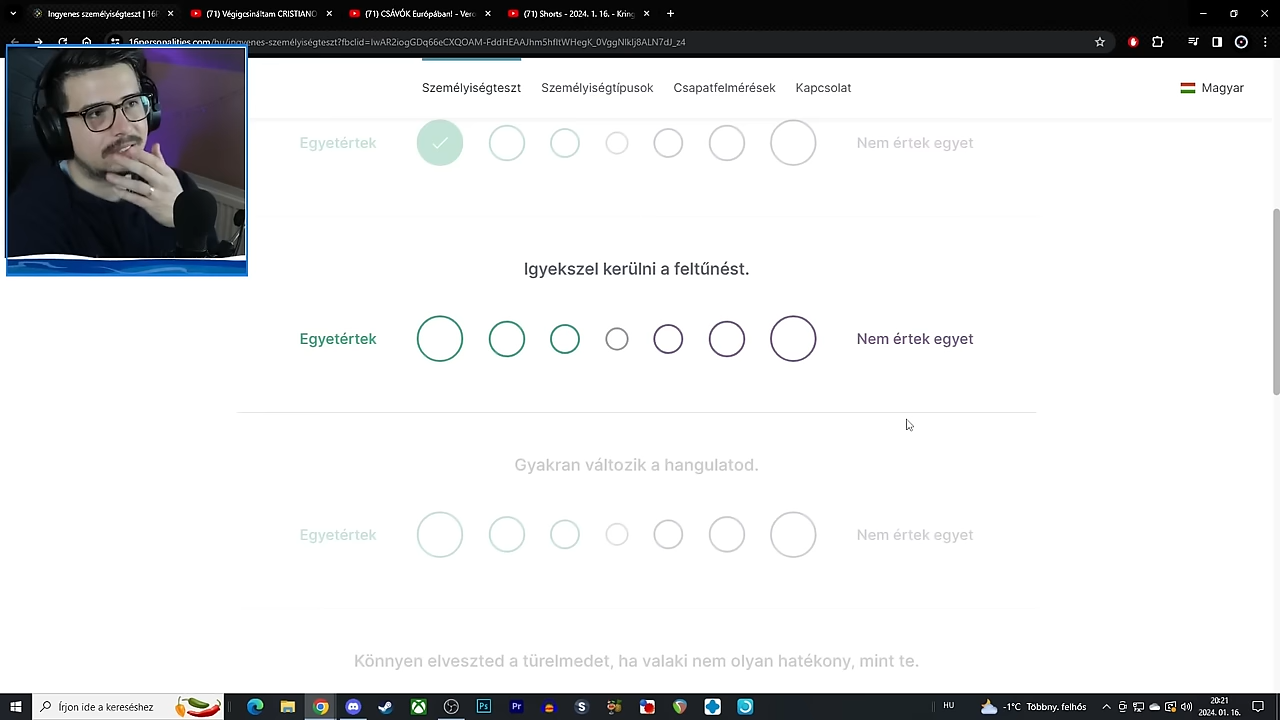 Személyiségteszt | 16P
(71) Végigcsináltam CRISTIANO
(71) CSÁVÓK Európában! - Ver
(71) Shorts - 2024. 1. 16. - Kring
Személyiségteszt
Személyiségtípusok
Csapatfelmérések
Kapcsolat
Magyar
Egyetértek
Nem értek egyet
Igyekszel kerülni a feltűnést.
Egyetértek
Nem értek egyet
Gyakran változik a hangulatod.
Egyetértek
Nem értek egyet
Könnyen elveszted a türelmedet, ha valaki nem olyan hatékony, mint te.
Írjon ide a kereséshez
HU
-1°C Többny. felhős
20:21
2024. 01. 16.